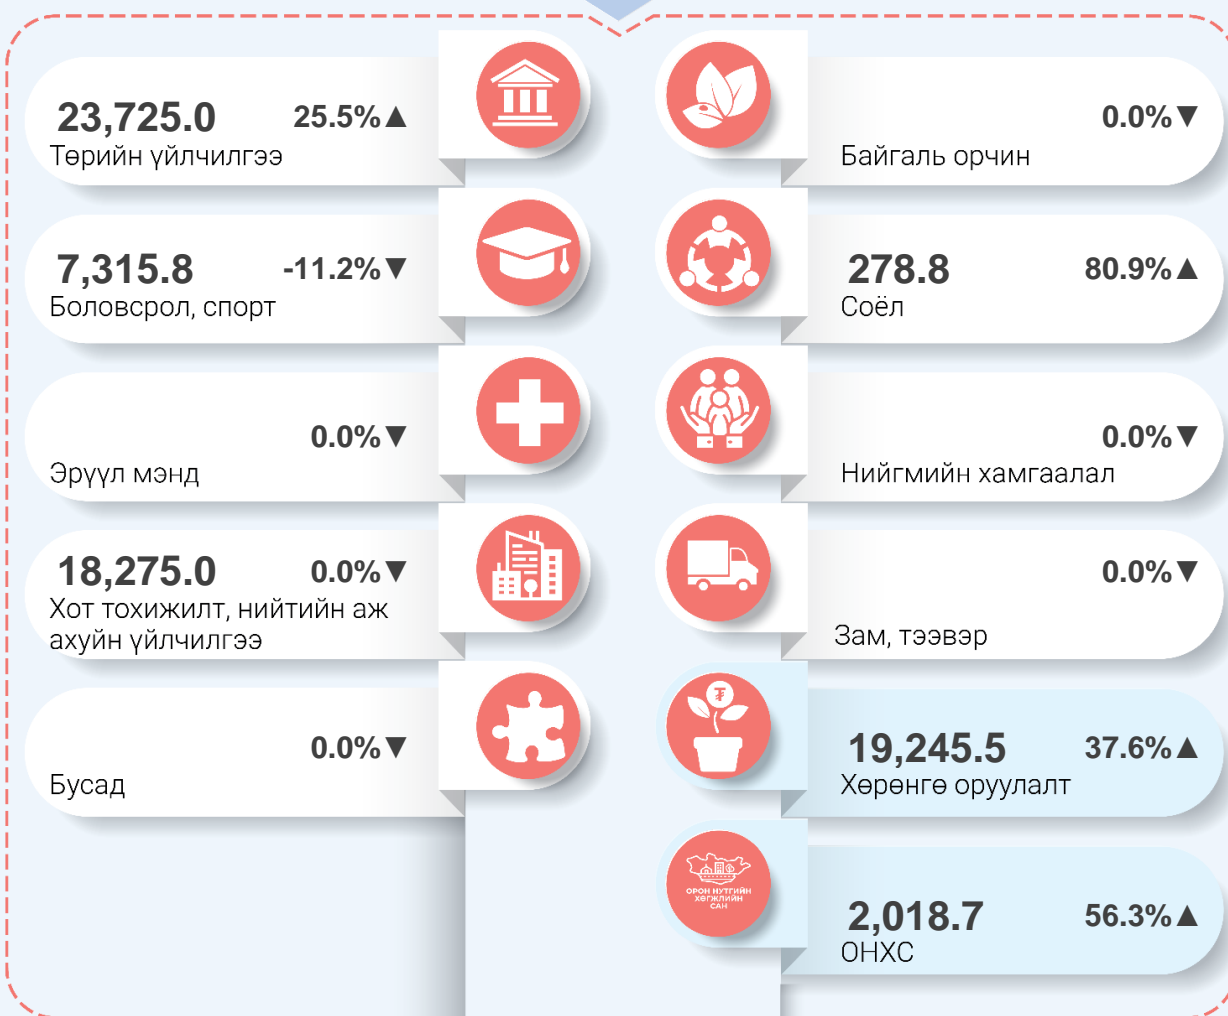 23,725.0 25.5%▲
Төрийн үйлчилгээ
7,315.8 -11.2%▼
Боловсрол, спорт
0.0%▼
Эрүүл мэнд
18,275.0 0.0%▼
Хот тохижилт, нийтийн аж
ахуйн үйлчилгээ
0.0%▼
Бусад
0.0%▼
Байгаль орчин
278.8 80.9%▲
Соёл
0.0%▼
Нийгмийн хамгаалал
0.0%▼
Зам, тээвэр
₮
19,245.5 37.6%▲
Хөрөнгө оруулалт
ОРОН НУТГИЙН
ХӨГЖЛИЙН
САН
2,018.7 56.3%▲
ОНХС